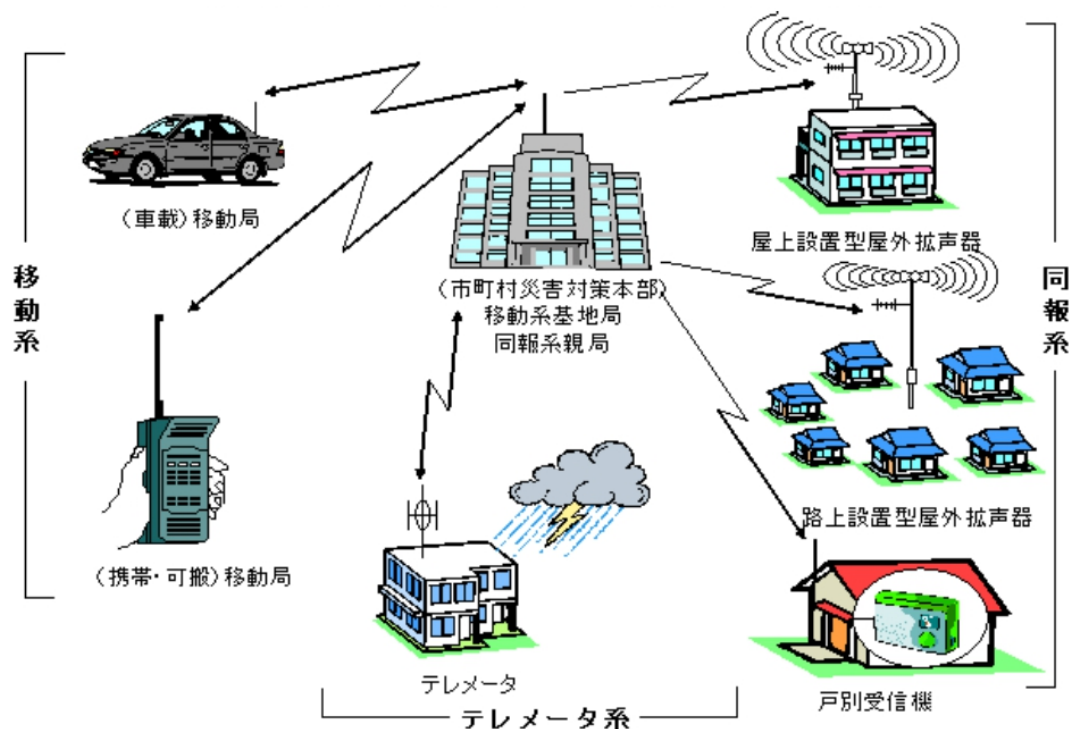 （車載）移動局
屋上設置型屋外拡声器
移動系
同報系
（市町村災害対策本部）
移動系基地局
同報系親局
路上設置型屋外拡声器
（携帯・可搬）移動局
テレメータ
戸別受信機
テレメータ系